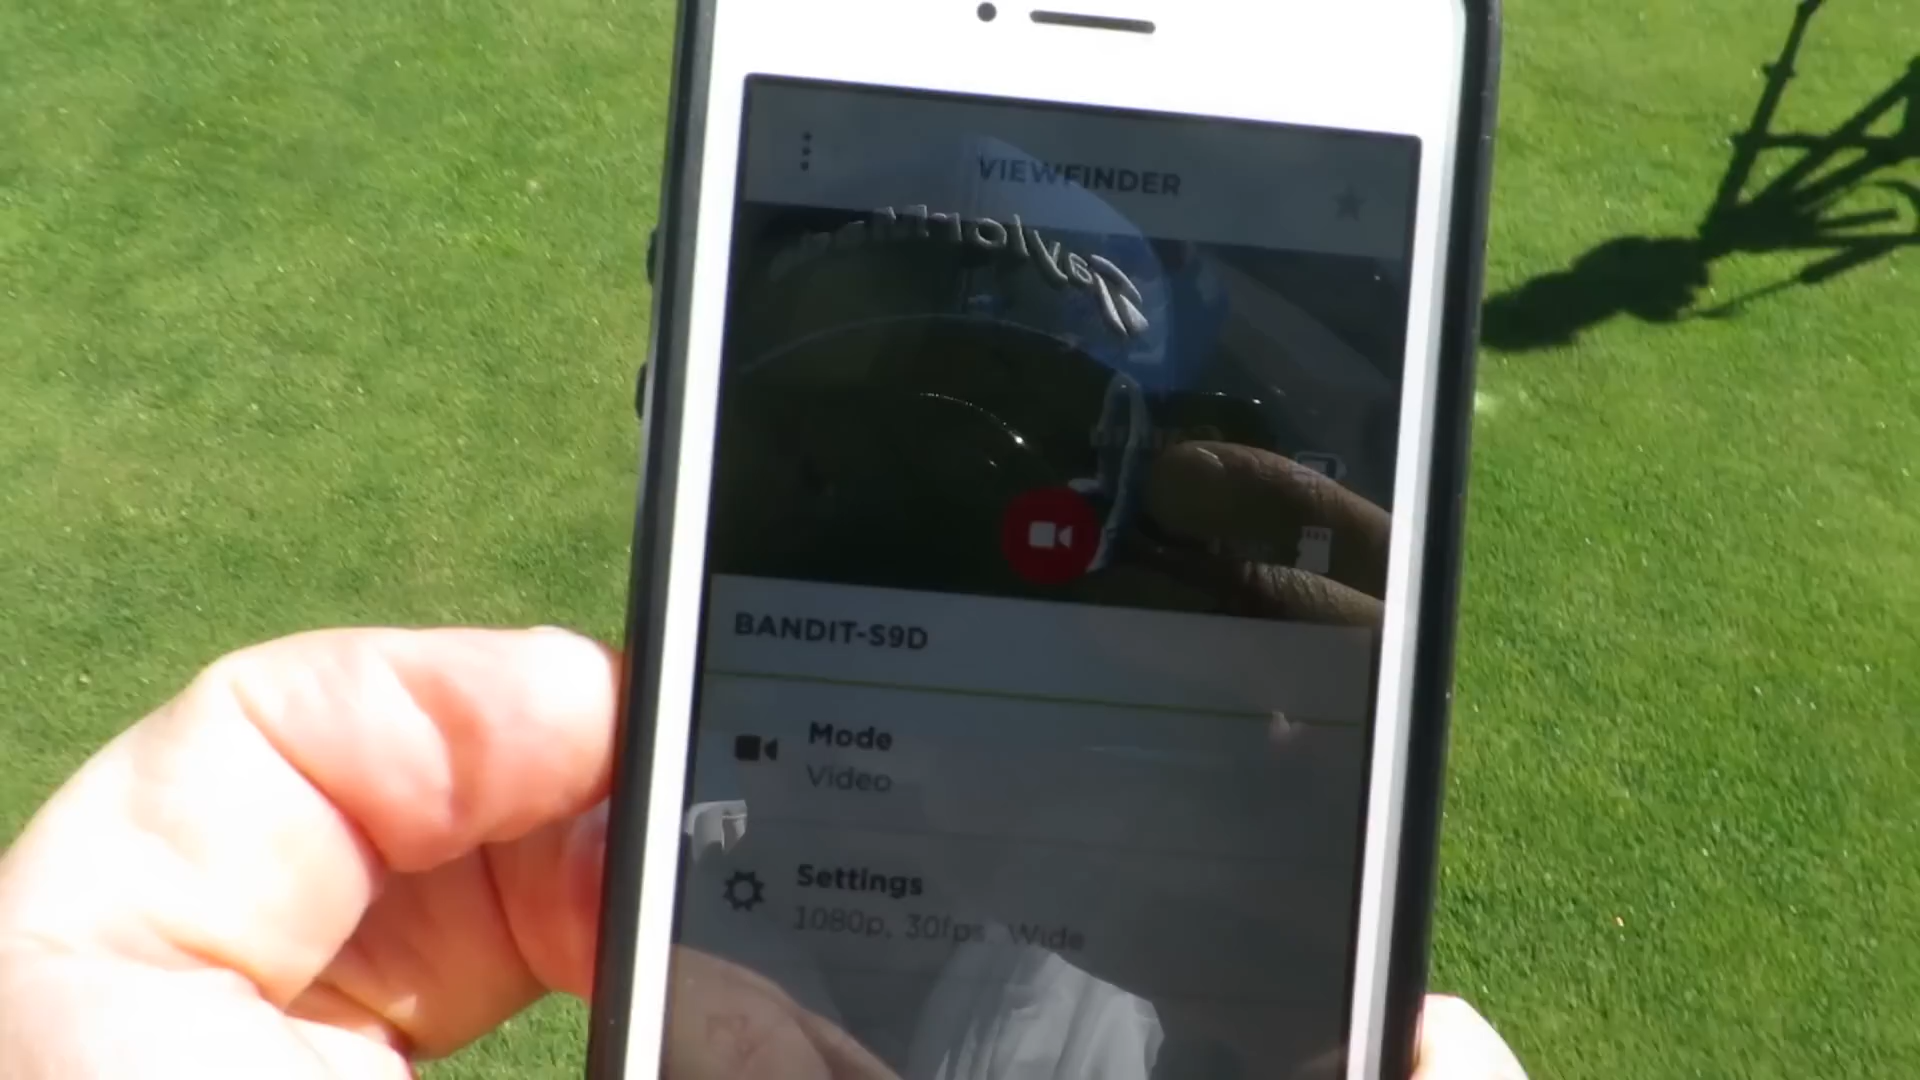 VIEWFINDER
BANDIT-S9D
Mode
Video
Settings
1080p, 30fps, Wide